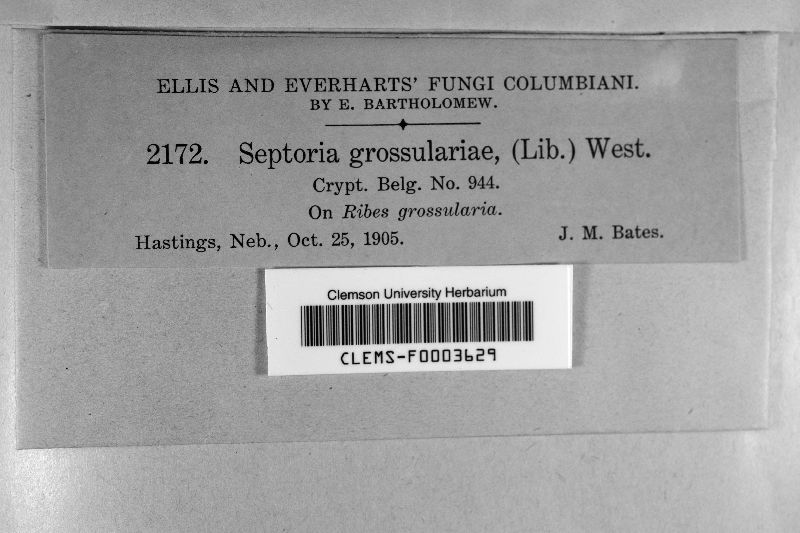 ELLIS AND EVERHARTS' FUNGI COLUMBIANI.
BY E. BARTHOLOMEW.
2172. Septoria grossulariae, (Lib.) West.
Crypt. Belg. No. 944.
On Ribes grossularia.
Hastings, Neb., Oct. 25, 1905. J. M. Bates.
Clemson University Herbarium
CLEMS-F0003629